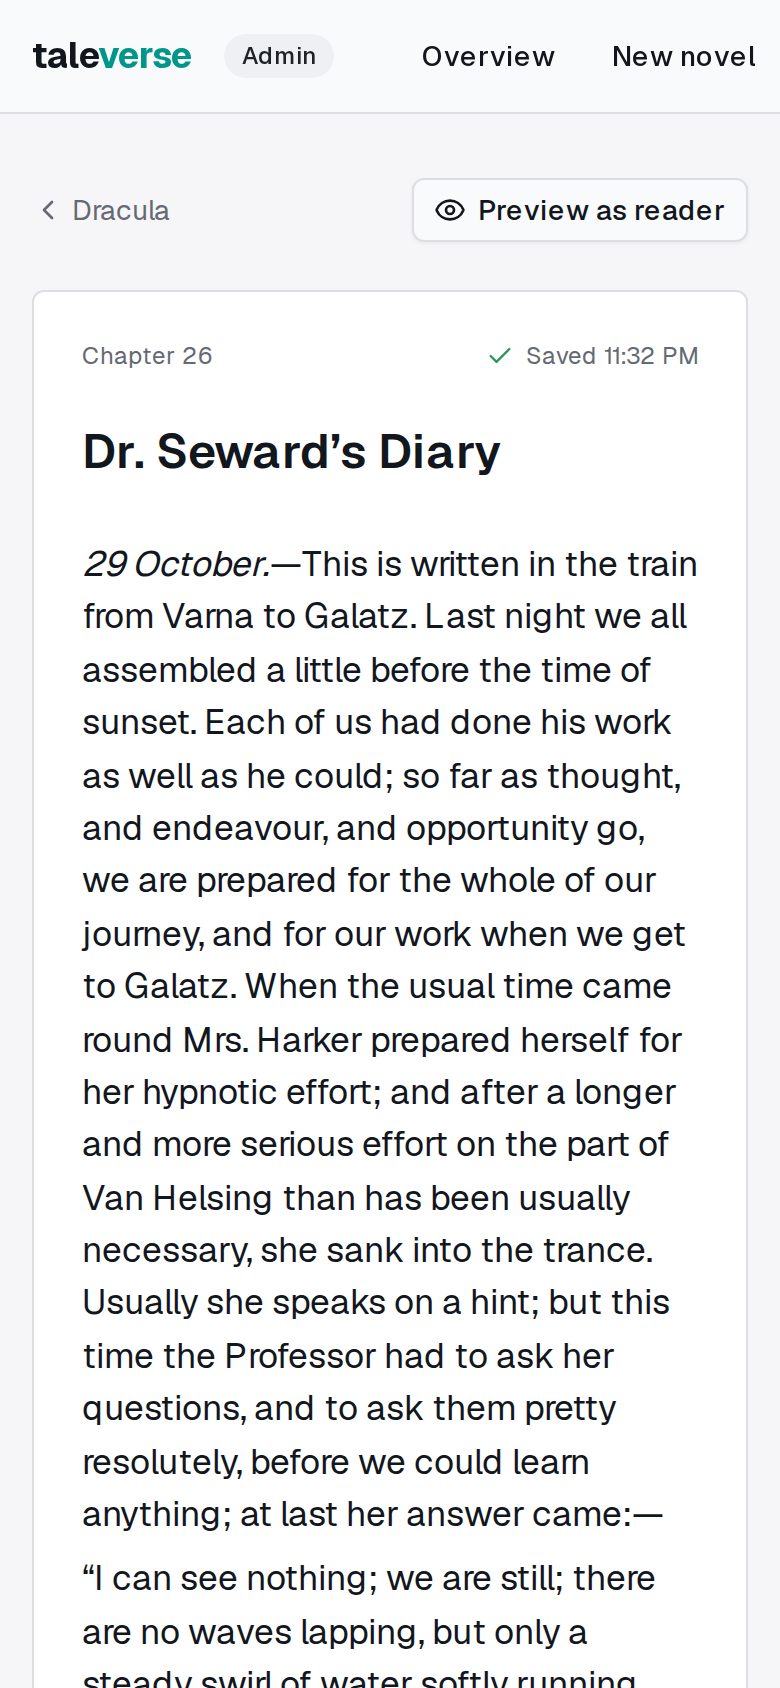 taleverse Admin Overview New novel
Dracula Preview as reader
Chapter 26 Saved 11:32 PM
Dr. Seward’s Diary
29 October.—This is written in the train
from Varna to Galatz. Last night we all
assembled a little before the time of
sunset. Each of us had done his work
as well as he could; so far as thought,
and endeavour, and opportunity go,
we are prepared for the whole of our
journey, and for our work when we get
to Galatz. When the usual time came
round Mrs. Harker prepared herself for
her hypnotic effort; and after a longer
and more serious effort on the part of
Van Helsing than has been usually
necessary, she sank into the trance.
Usually she speaks on a hint; but this
time the Professor had to ask her
questions, and to ask them pretty
resolutely, before we could learn
anything; at last her answer came:—
“I can see nothing; we are still; there
are no waves lapping, but only a
steady swirl of water softly running